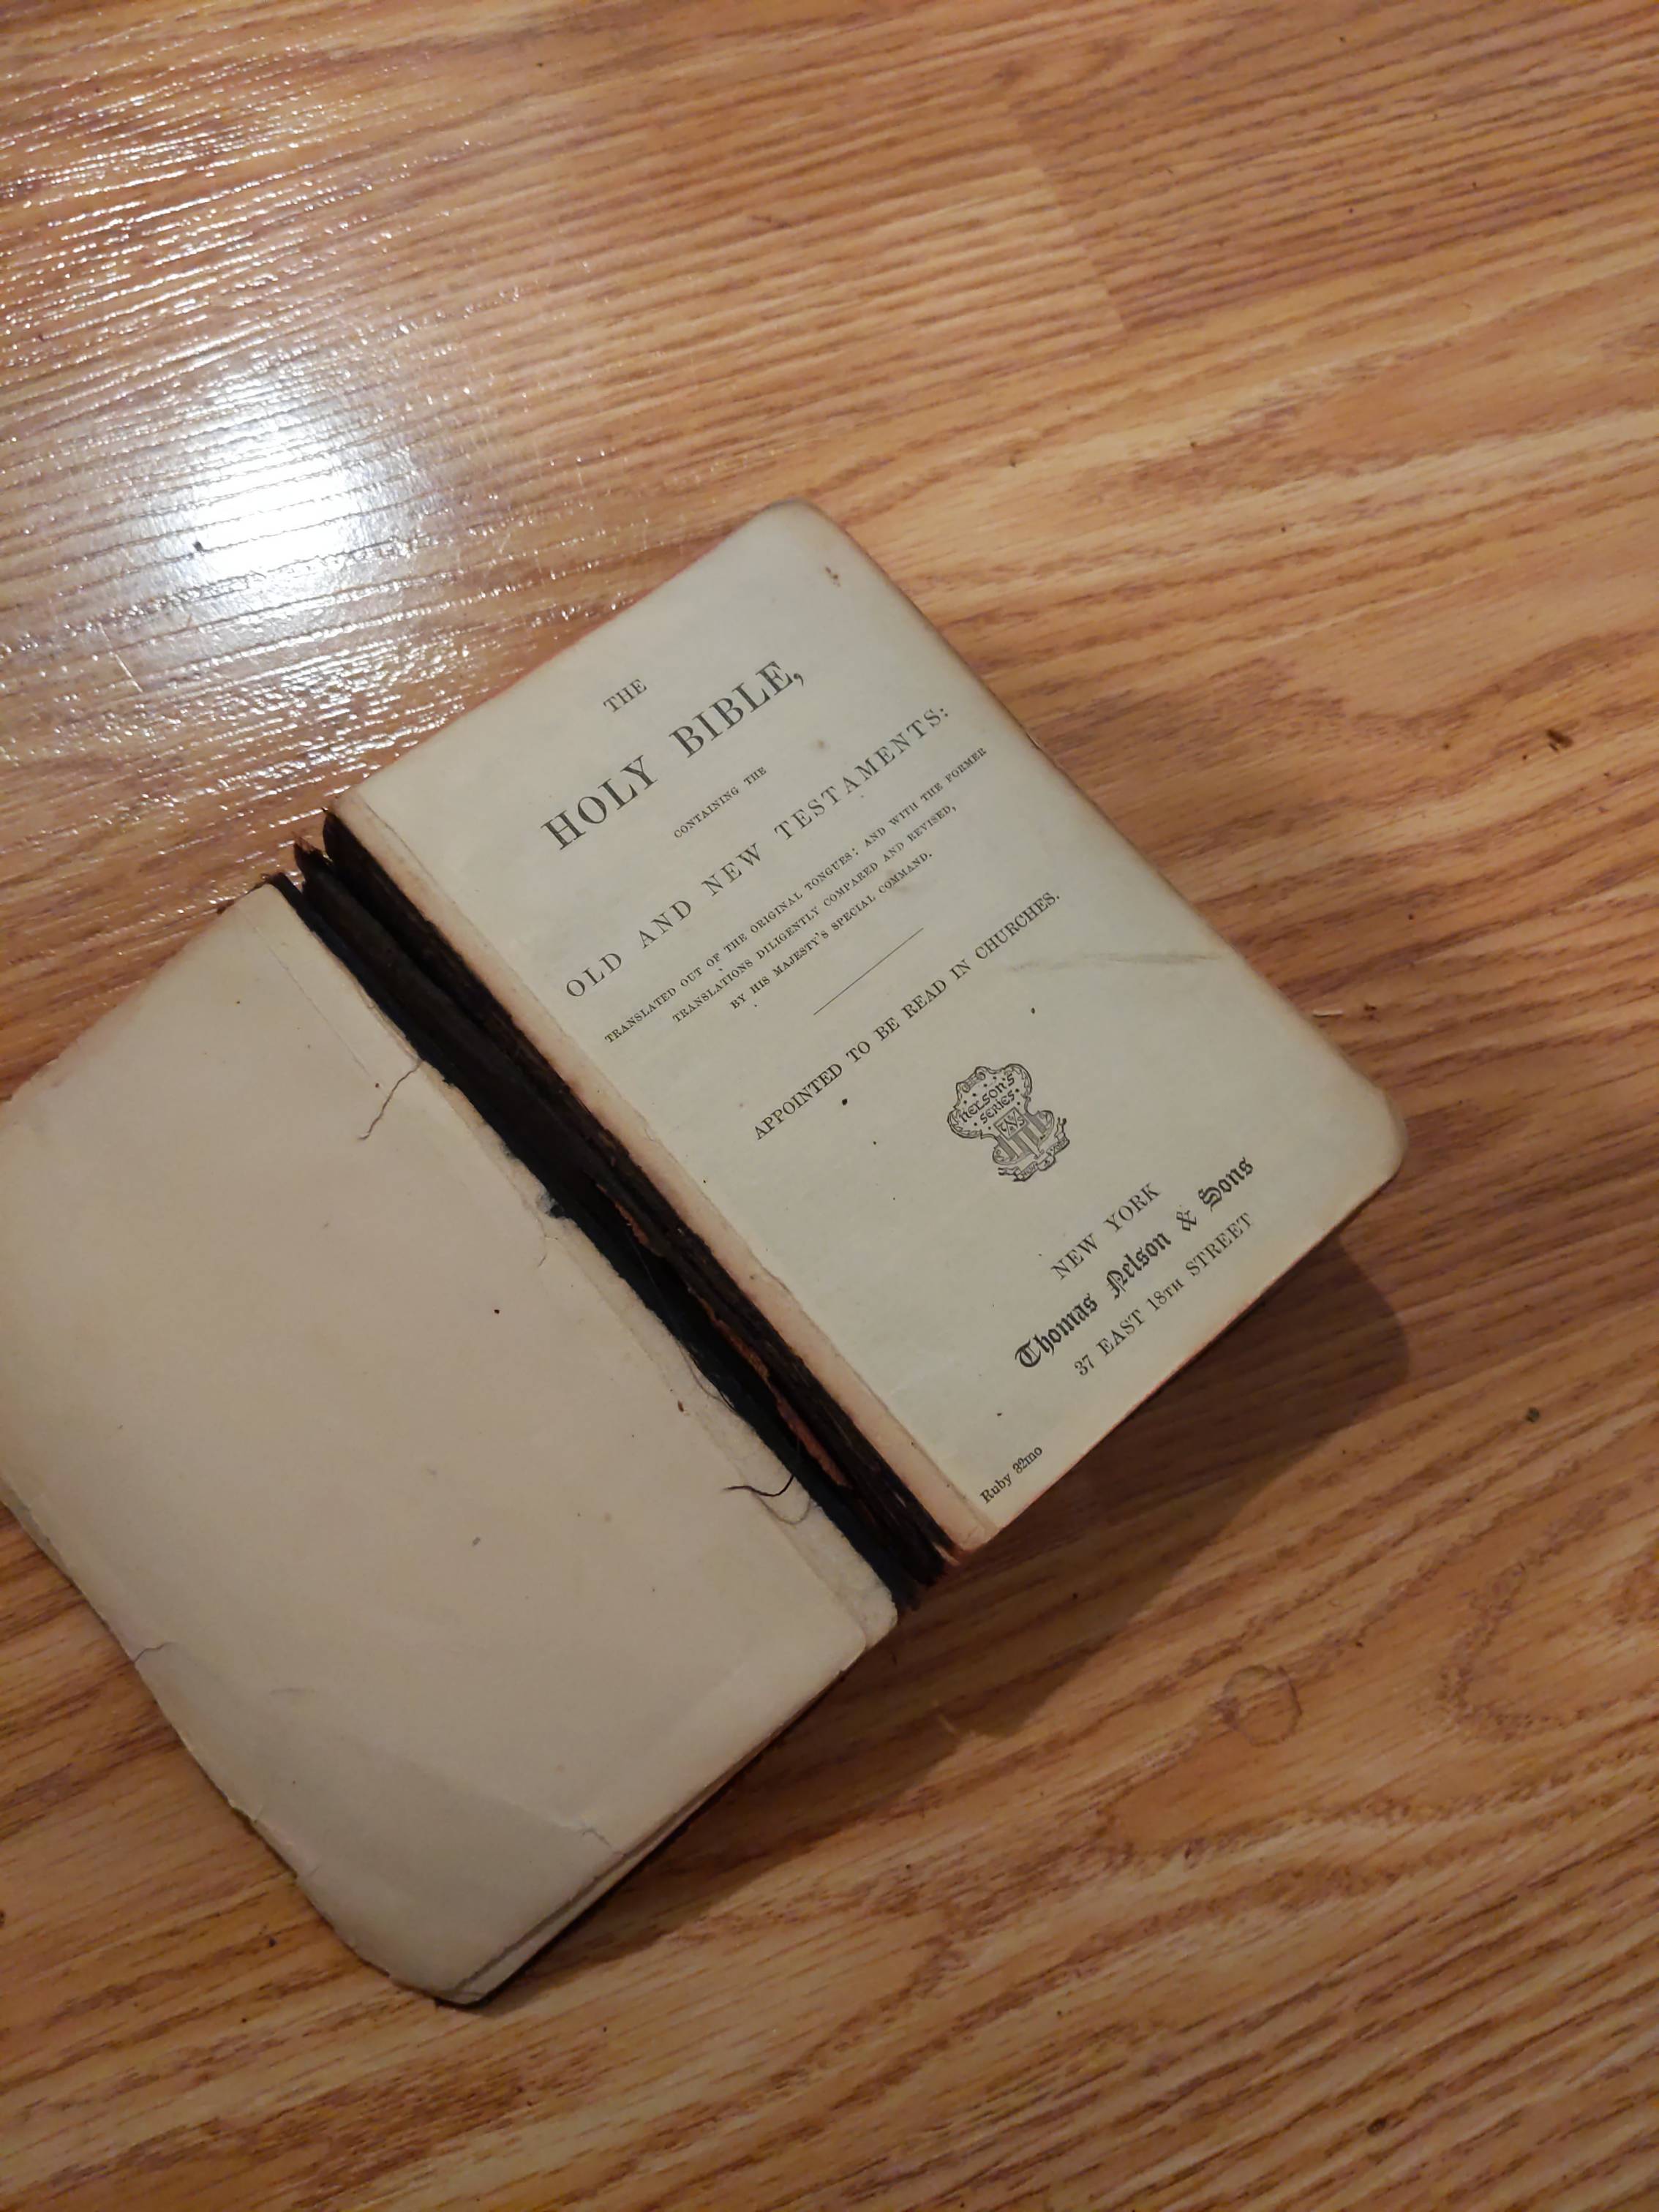 THE
HOLY BIBLE,
CONTAINING THE
OLD AND NEW TESTAMENTS:
TRANSLATED OUT OF THE ORIGINAL TONGUES: AND WITH THE FORMER
TRANSLATIONS DILIGENTLY COMPARED AND REVISED,
BY HIS MAJESTY'S SPECIAL COMMAND.
APPOINTED TO BE READ IN CHURCHES.
NELSON'S
SERIES
NEW YORK
Thomas Nelson & Sons
37 EAST 18TH STREET
Ruby 32mo